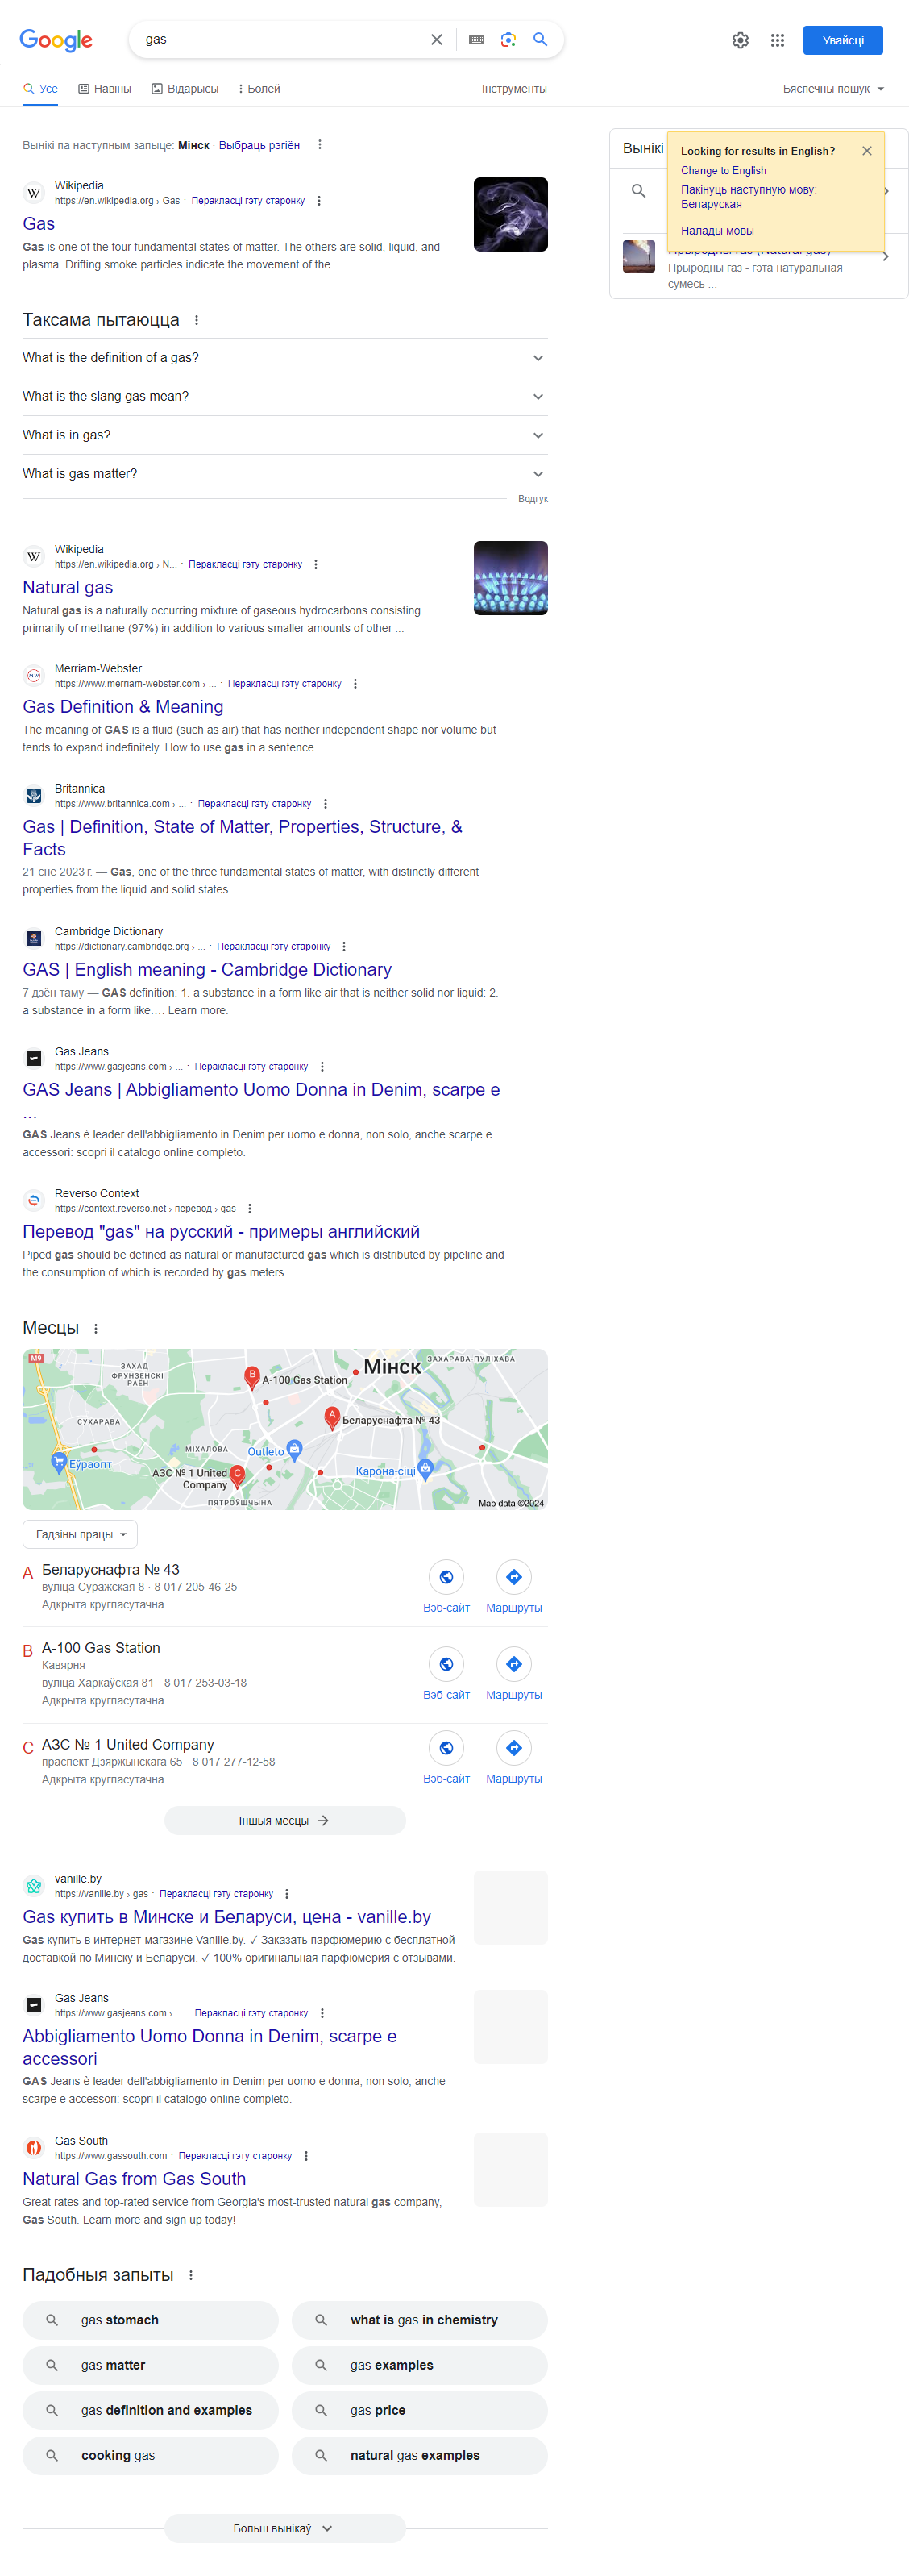 Google
gas
Увайсці
Усё
Навіны
Відарысы
Болей
Інструменты
Бяспечны пошук
Вынікі па наступным запыце: Мінск · Выбраць рэгіён
Wikipedia
https://en.wikipedia.org › Gas · Перакласці гэту старонку
Gas
Gas is one of the four fundamental states of matter. The others are solid, liquid, and
plasma. Drifting smoke particles indicate the movement of the ...
Вынікі
Looking for results in English?
Change to English
Пакінуць наступную мову:
Беларуская
Налады мовы
Прыродны газ (Natural gas)
Прыродны газ - гэта натуральная
сумесь ...
Таксама пытаюцца
What is the definition of a gas?
What is the slang gas mean?
What is in gas?
What is gas matter?
Водгук
Wikipedia
https://en.wikipedia.org › N... · Перакласці гэту старонку
Natural gas
Natural gas is a naturally occurring mixture of gaseous hydrocarbons consisting
primarily of methane (97%) in addition to various smaller amounts of other ...
Merriam-Webster
https://www.merriam-webster.com › ... · Перакласці гэту старонку
Gas Definition & Meaning
The meaning of GAS is a fluid (such as air) that has neither independent shape nor volume but
tends to expand indefinitely. How to use gas in a sentence.
Britannica
https://www.britannica.com › ... · Перакласці гэту старонку
Gas | Definition, State of Matter, Properties, Structure, &
Facts
21 сне 2023 г. — Gas, one of the three fundamental states of matter, with distinctly different
properties from the liquid and solid states.
Cambridge Dictionary
https://dictionary.cambridge.org › ... · Перакласці гэту старонку
GAS | English meaning - Cambridge Dictionary
7 дзён таму — GAS definition: 1. a substance in a form like air that is neither solid nor liquid: 2.
a substance in a form like…. Learn more.
Gas Jeans
https://www.gasjeans.com › ... · Перакласці гэту старонку
GAS Jeans | Abbigliamento Uomo Donna in Denim, scarpe e
...
GAS Jeans è leader dell'abbigliamento in Denim per uomo e donna, non solo, anche scarpe e
accessori: scopri il catalogo online completo.
Reverso Context
https://context.reverso.net › перевод › gas
Перевод "gas" на русский - примеры английский
Piped gas should be defined as natural or manufactured gas which is distributed by pipeline and
the consumption of which is recorded by gas meters.
Месцы
M9
ЗАХАД
ФРУНЗЕНСКІ
РАЁН
Мінск
ЗАХАРАВА-ПУЛІХАВА
A-100 Gas Station
B
СУХАРАВА
A
Беларуснафта № 43
МІХАЛОВА
Outleto
Еўраопт
АЗС № 1 United
Company
C
Карона-сіці
ПЯТРОЎШЧЫНА
Map data ©2024
Гадзіны працы
A
Беларуснафта № 43
вуліца Суражская 8 · 8 017 205-46-25
Адкрыта кругласутачна
Вэб-сайт
Маршруты
B
A-100 Gas Station
Кавярня
вуліца Харкаўская 81 · 8 017 253-03-18
Адкрыта кругласутачна
Вэб-сайт
Маршруты
C
АЗС № 1 United Company
праспект Дзяржынскага 65 · 8 017 277-12-58
Адкрыта кругласутачна
Вэб-сайт
Маршруты
Іншыя месцы
vanille.by
https://vanille.by › gas · Перакласці гэту старонку
Gas купить в Минске и Беларуси, цена - vanille.by
Gas купить в интернет-магазине Vanille.by. ✓ Заказать парфюмерию с бесплатной
доставкой по Минску и Беларуси. ✓ 100% оригинальная парфюмерия с отзывами.
Gas Jeans
https://www.gasjeans.com › ... · Перакласці гэту старонку
Abbigliamento Uomo Donna in Denim, scarpe e
accessori
GAS Jeans è leader dell'abbigliamento in Denim per uomo e donna, non solo, anche
scarpe e accessori: scopri il catalogo online completo.
Gas South
https://www.gassouth.com · Перакласці гэту старонку
Natural Gas from Gas South
Great rates and top-rated service from Georgia's most-trusted natural gas company,
Gas South. Learn more and sign up today!
Падобныя запыты
gas stomach
what is gas in chemistry
gas matter
gas examples
gas definition and examples
gas price
cooking gas
natural gas examples
Больш вынікаў